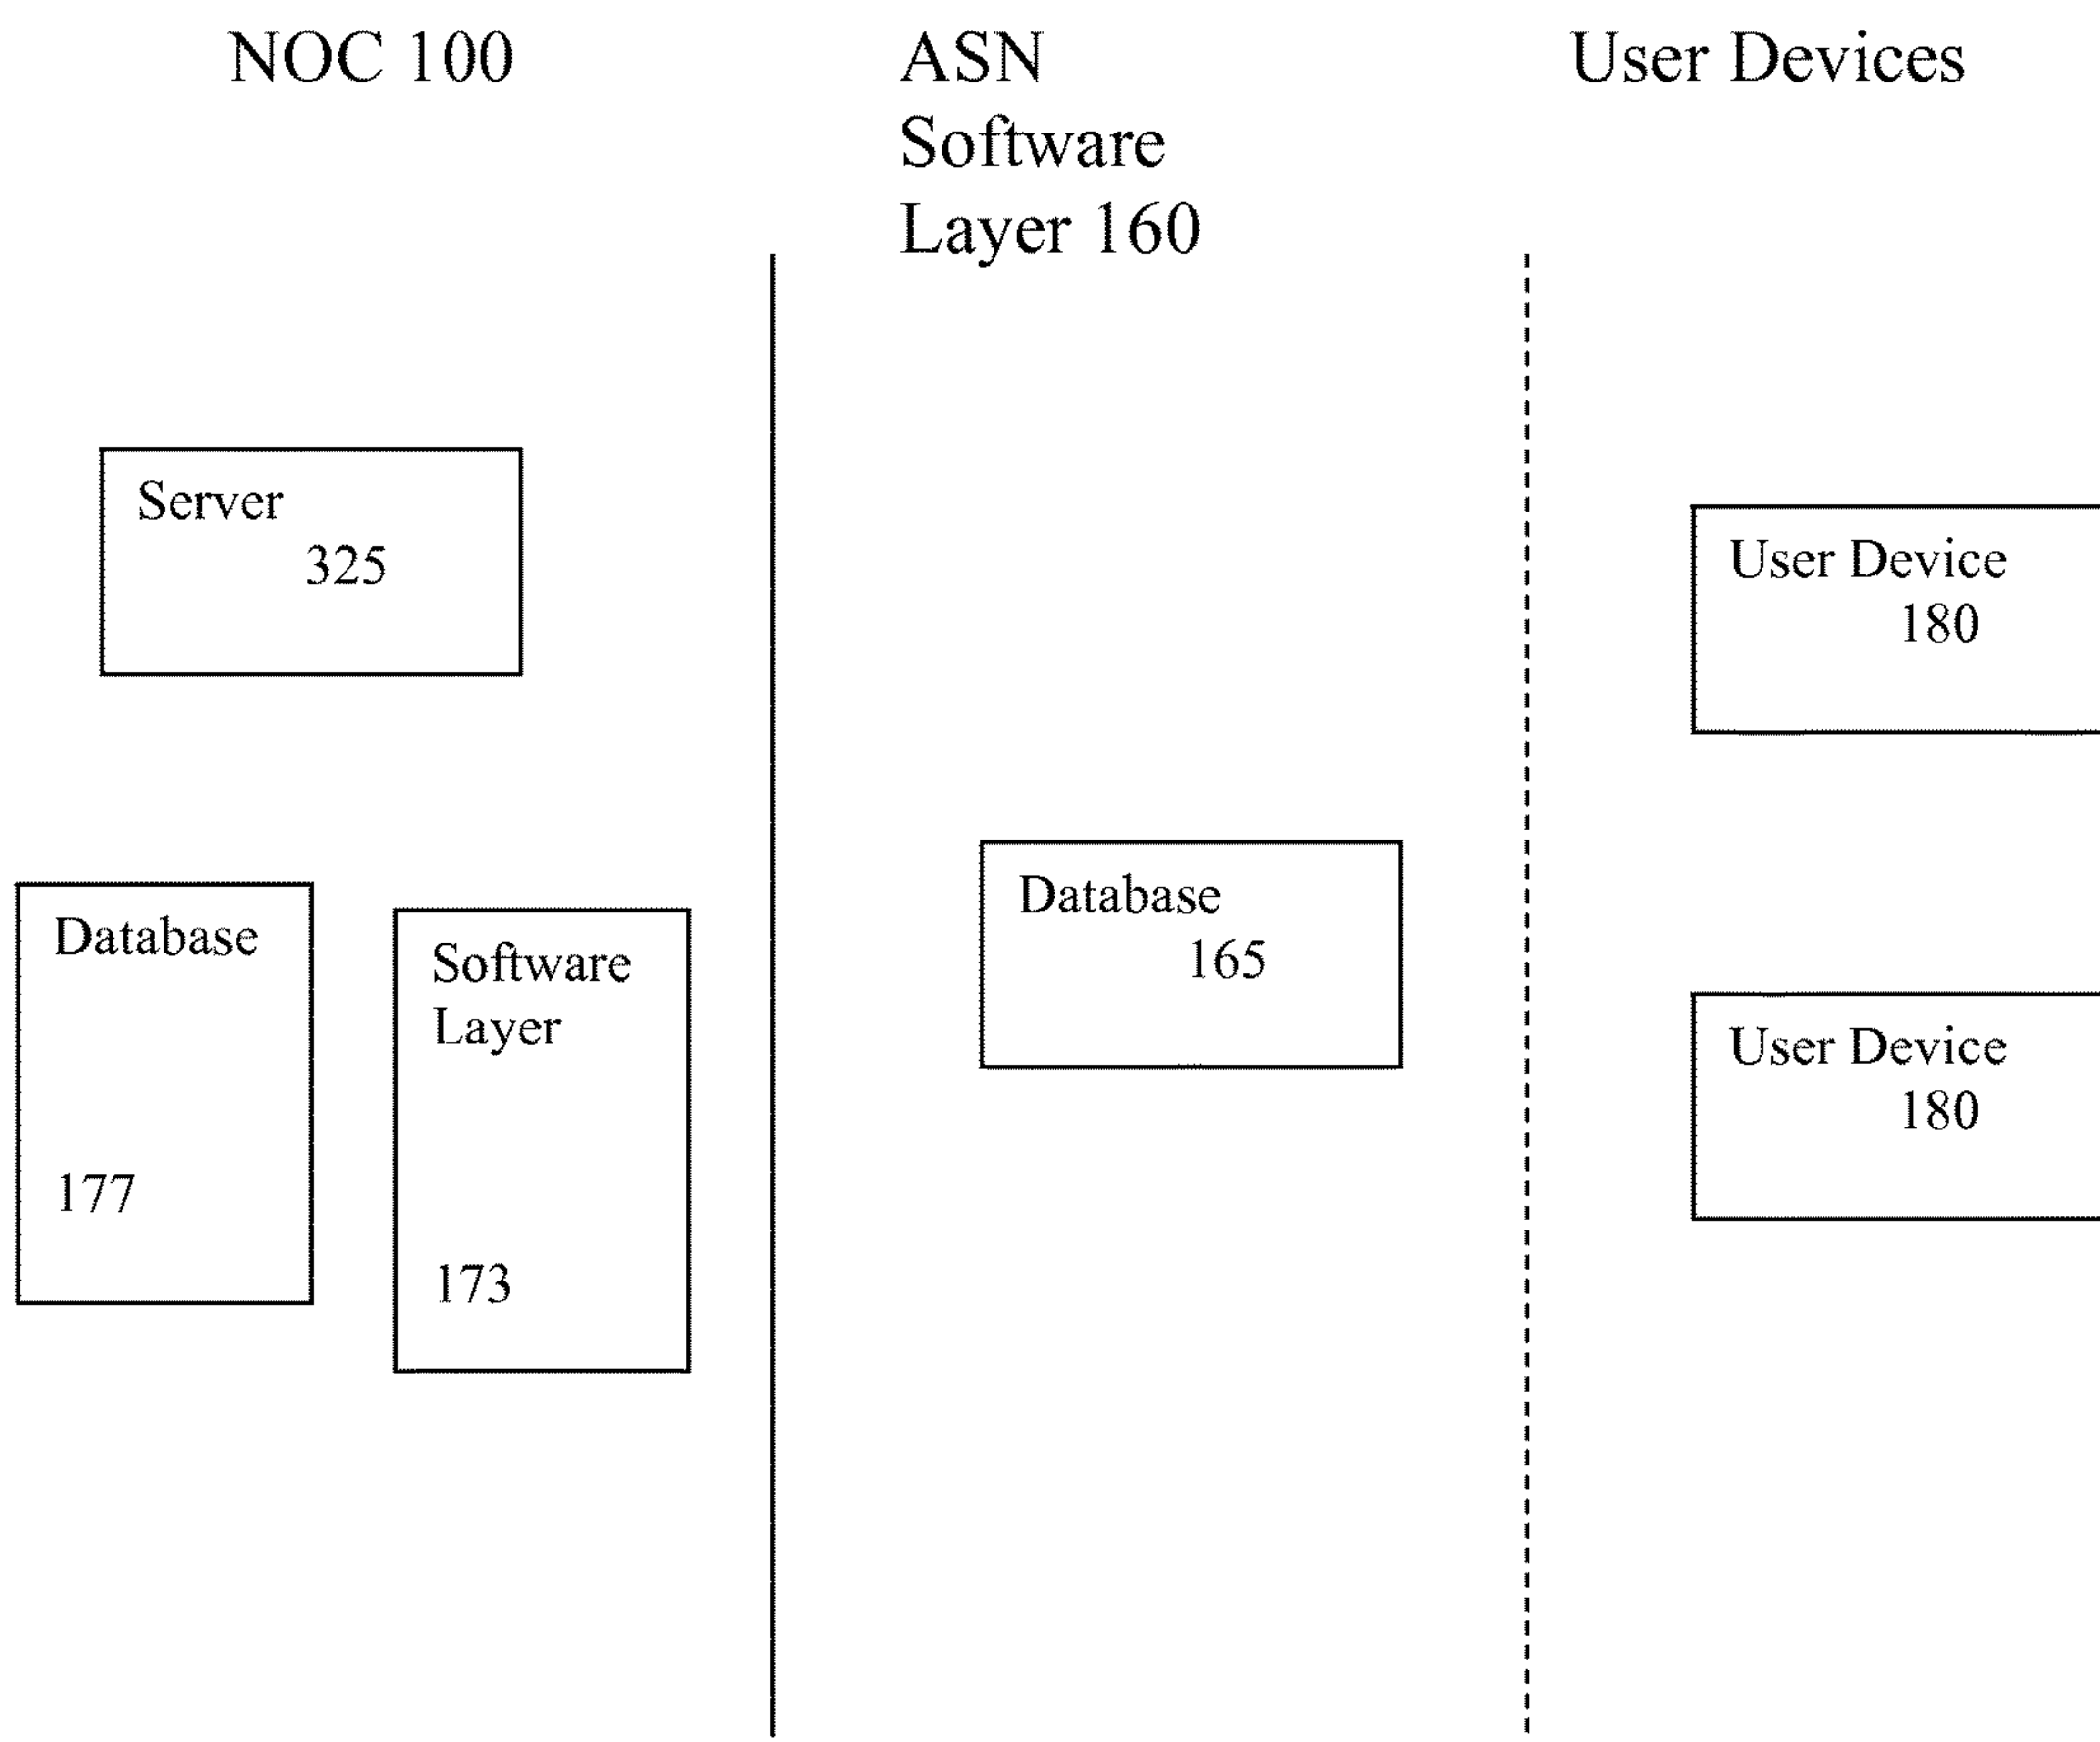 NOC 100
ASN
Software
Layer 160
User Devices
Server
325
Database
177
Software
Layer
173
Database
165
User Device
180
User Device
180